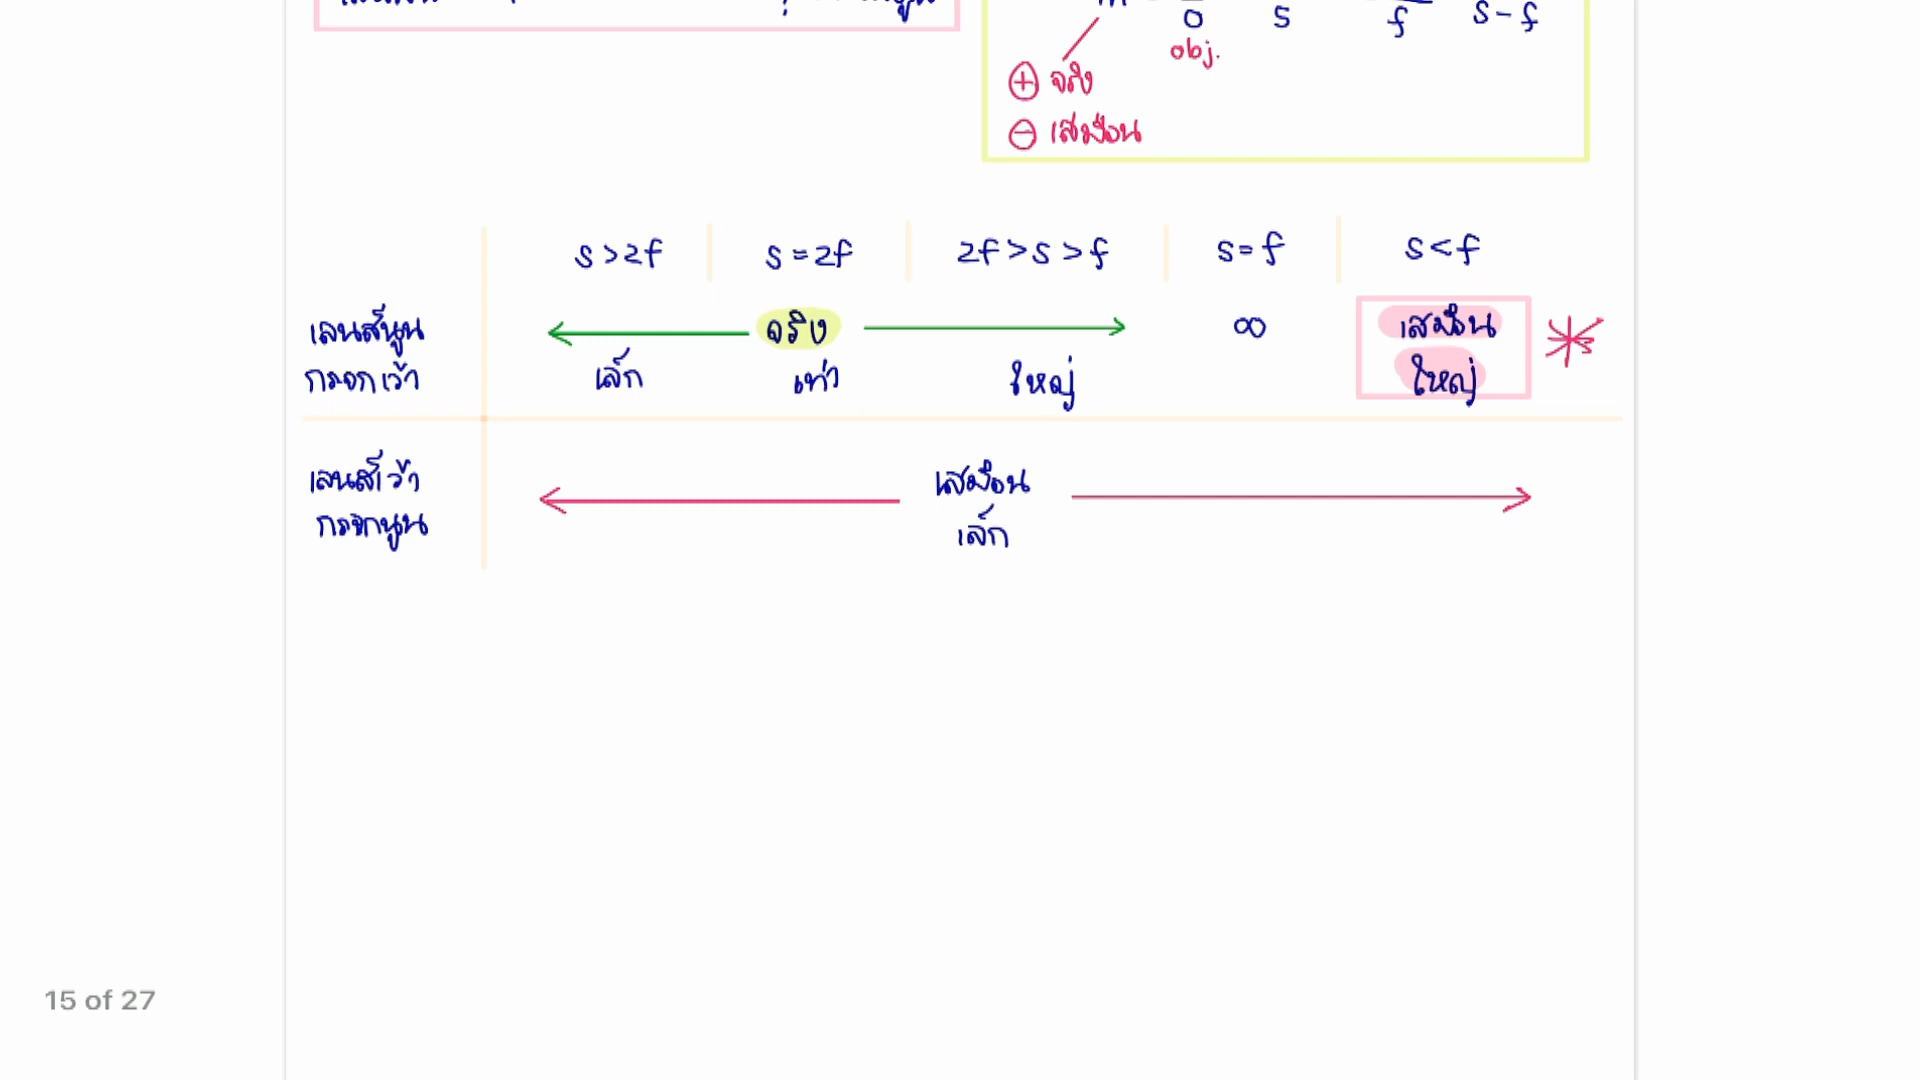 m o s f s - f
obj.
⊕ จริง
⊖ เสมือน
s > 2f s = 2f 2f > s > f s = f s < f
เลนส์นูน จริง ∞ เสมือน
กระจกเว้า เล็ก เท่า ใหญ่ ใหญ่
เลนส์เว้า เสมือน
กระจกนูน เล็ก
15 of 27